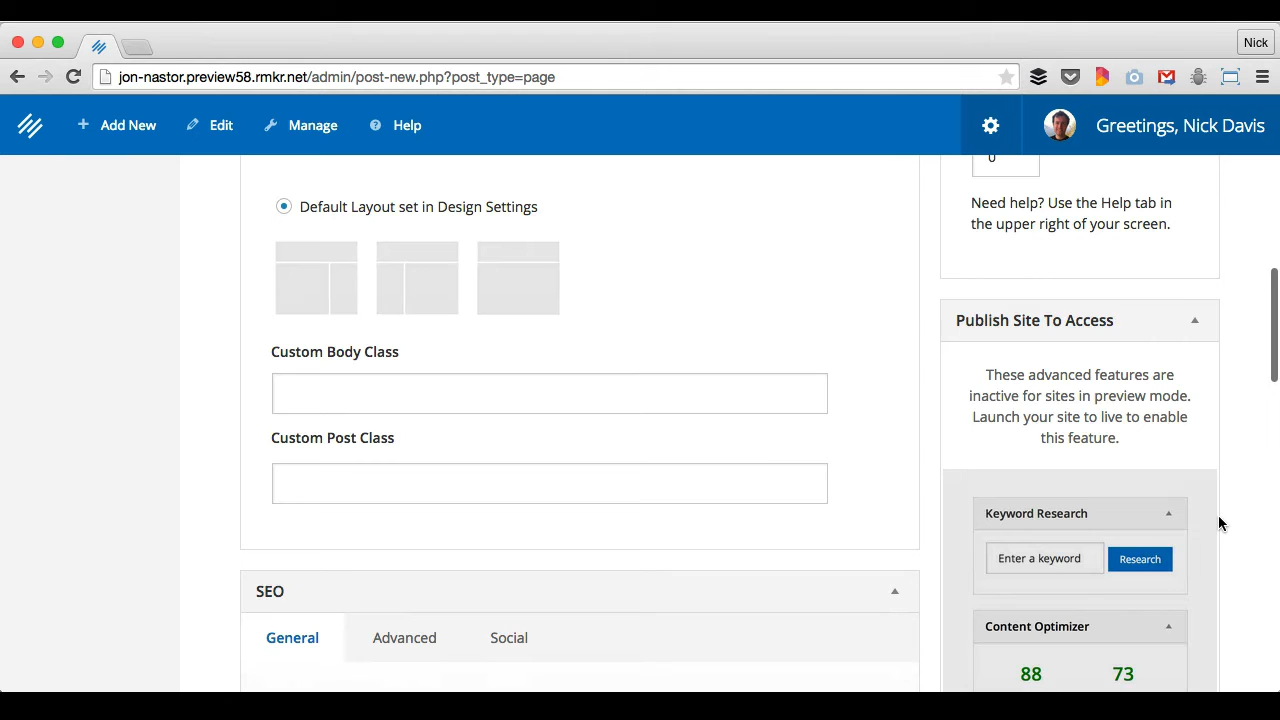 Nick
jon-nastor.preview58.rmkr.net/admin/post-new.php?post_type=page
Add New
Edit
Manage
Help
Greetings, Nick Davis
0
Default Layout set in Design Settings
Need help? Use the Help tab in
the upper right of your screen.
Custom Body Class
Custom Post Class
Publish Site To Access
These advanced features are
inactive for sites in preview mode.
Launch your site to live to enable
this feature.
Keyword Research
Enter a keyword
Research
Content Optimizer
88
73
SEO
General
Advanced
Social